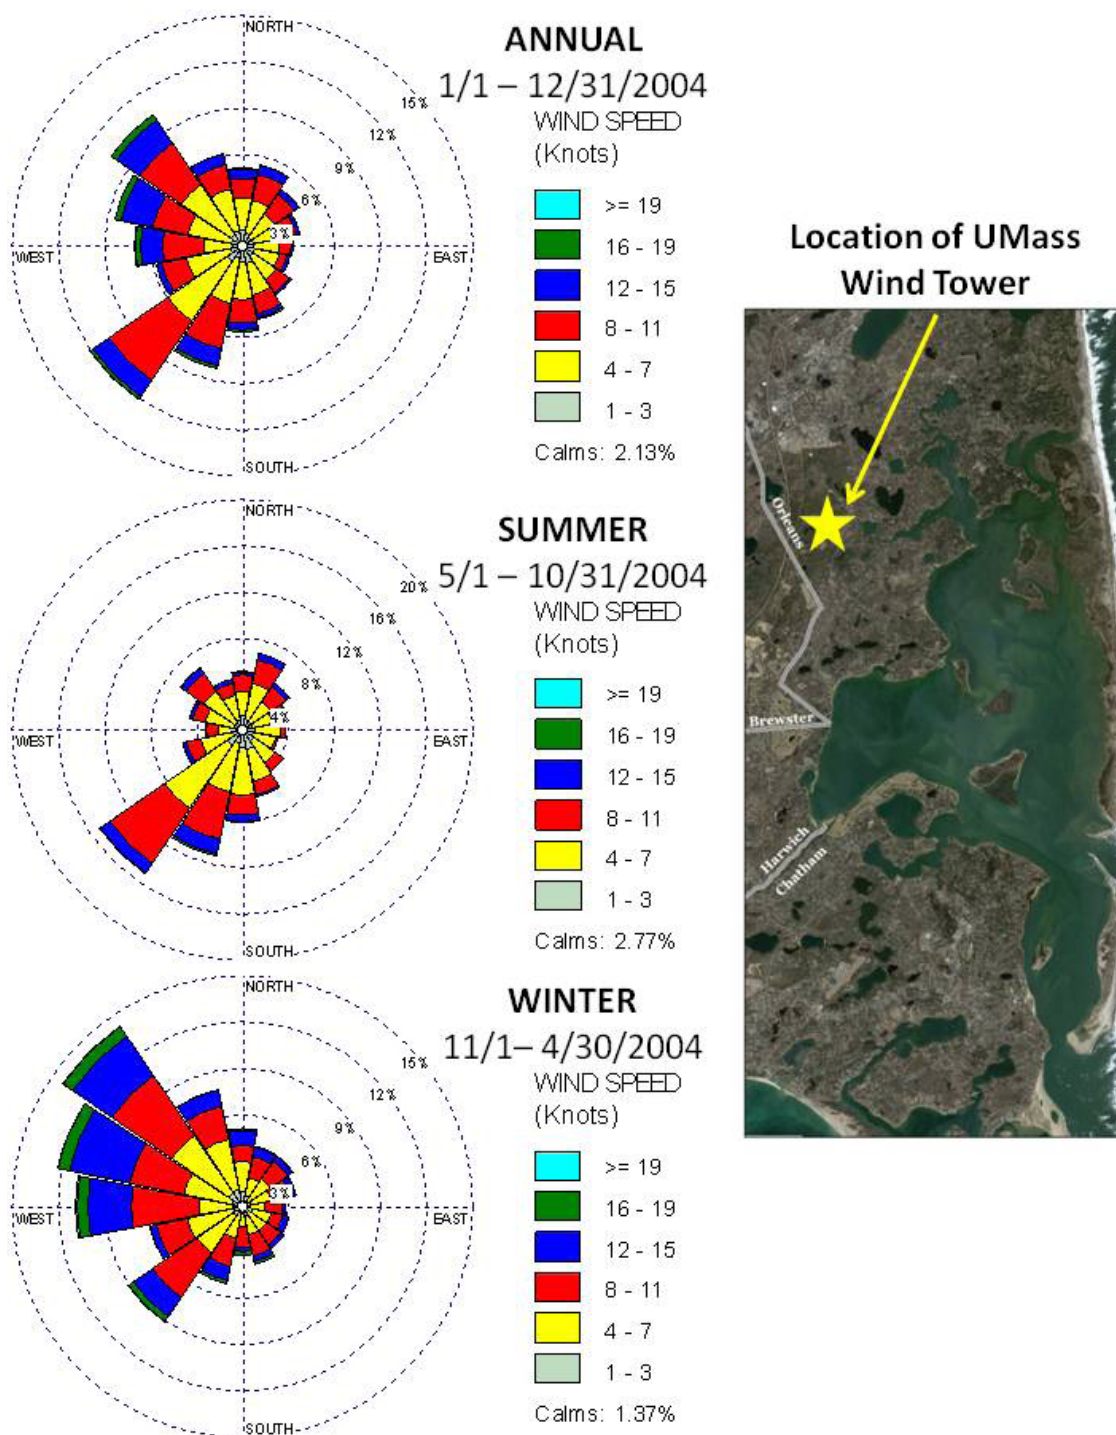 ANNUAL
1/1 – 12/31/2004
NORTH
15%
12%
9%
6%
3%
WEST
EAST
SOUTH
WIND SPEED
(Knots)
>= 19
16 - 19
12 - 15
8 - 11
4 - 7
1 - 3
Calms: 2.13%
SUMMER
5/1 – 10/31/2004
NORTH
20%
16%
12%
8%
4%
WEST
EAST
SOUTH
WIND SPEED
(Knots)
>= 19
16 - 19
12 - 15
8 - 11
4 - 7
1 - 3
Calms: 2.77%
WINTER
11/1– 4/30/2004
NORTH
15%
12%
9%
6%
3%
WEST
EAST
SOUTH
WIND SPEED
(Knots)
>= 19
16 - 19
12 - 15
8 - 11
4 - 7
1 - 3
Calms: 1.37%
Location of UMass
Wind Tower
Orleans
Brewster
Harwich
Chatham